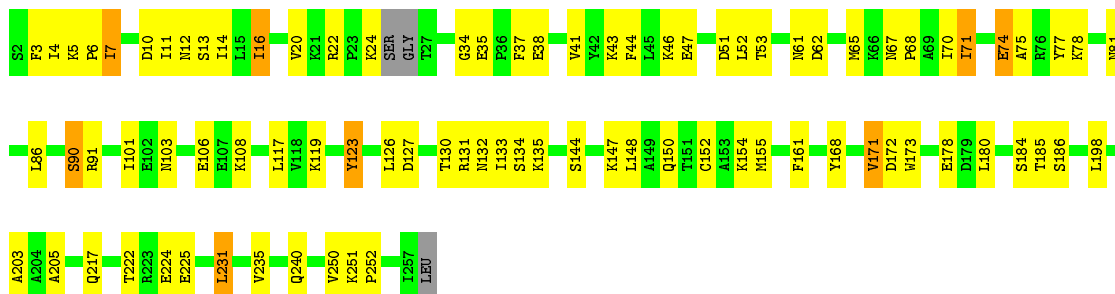 S2 F3 I4 K5 P6 I7 D10 I11 N12 S13 I14 L15 I16 V20 K21 R22 P23 K24 SER GLY T27 G34 E35 P36 F37 E38 V41 Y42 K43 F44 L45 K46 E47 D51 L52 T53 N61 D62 M65 K66 N67 P68 A69 I70 I71 E74 A75 R76 Y77 K78
L86 S90 R91 I101 E102 N103 E106 E107 K108 L117 V118 K119 Y123 L126 D127 T130 R131 N132 I133 S134 K135 S144 K147 L148 A149 Q150 T151 C152 A153 K154 M155 F161 Y168 V171 D172 W173 E178 D179 L180 S184 T185 S186 L198
A203 A204 A205 Q217 T222 R223 E224 E225 L231 V235 Q240 V250 K251 P252 I257 LEU